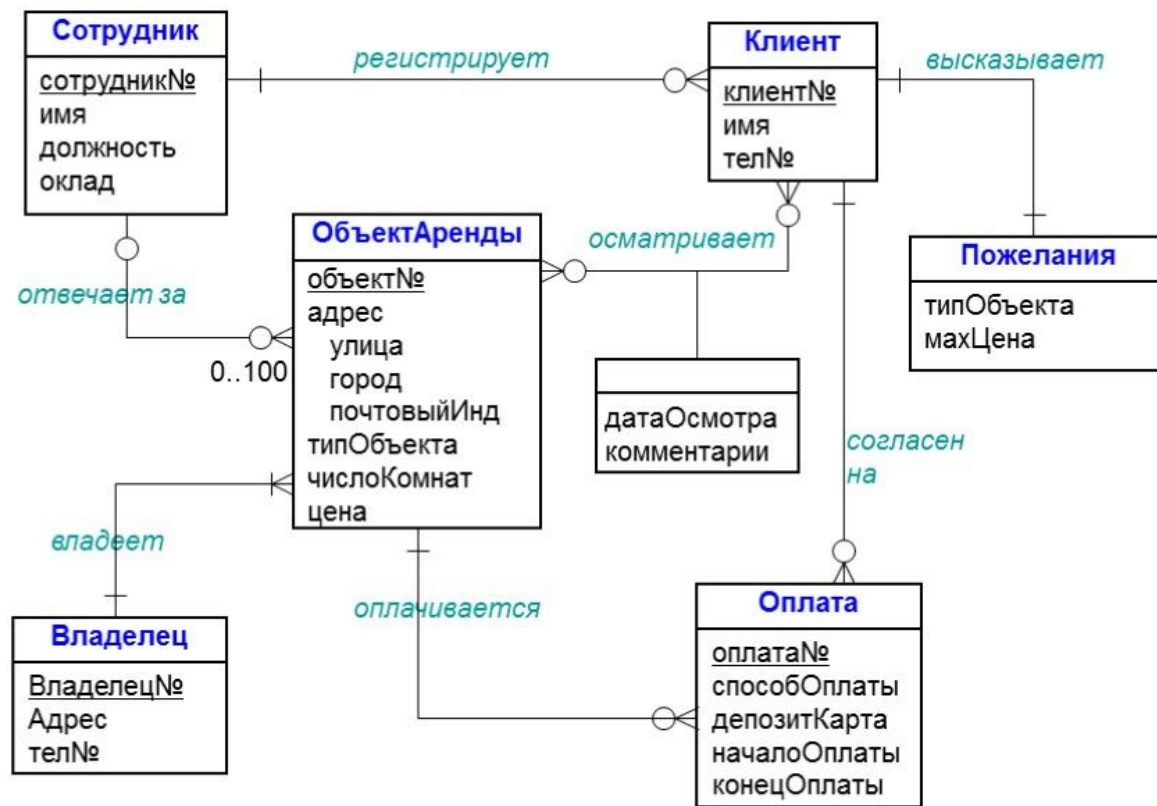 Сотрудник
сотрудник№
имя
должность
оклад
регистрирует
Клиент
клиент№
имя
тел№
высказывает
Пожелания
типОбъекта
махЦена
отвечает за
0..100
ОбъектАренды
объект№
адрес
улица
город
почтовыйИнд
типОбъекта
числоКомнат
цена
осматривает
датаОсмотра
комментарии
согласен
на
владеет
Владелец
Владелец№
Адрес
тел№
оплачивается
Оплата
оплата№
способОплаты
депозитКарта
началоОплаты
конецОплаты